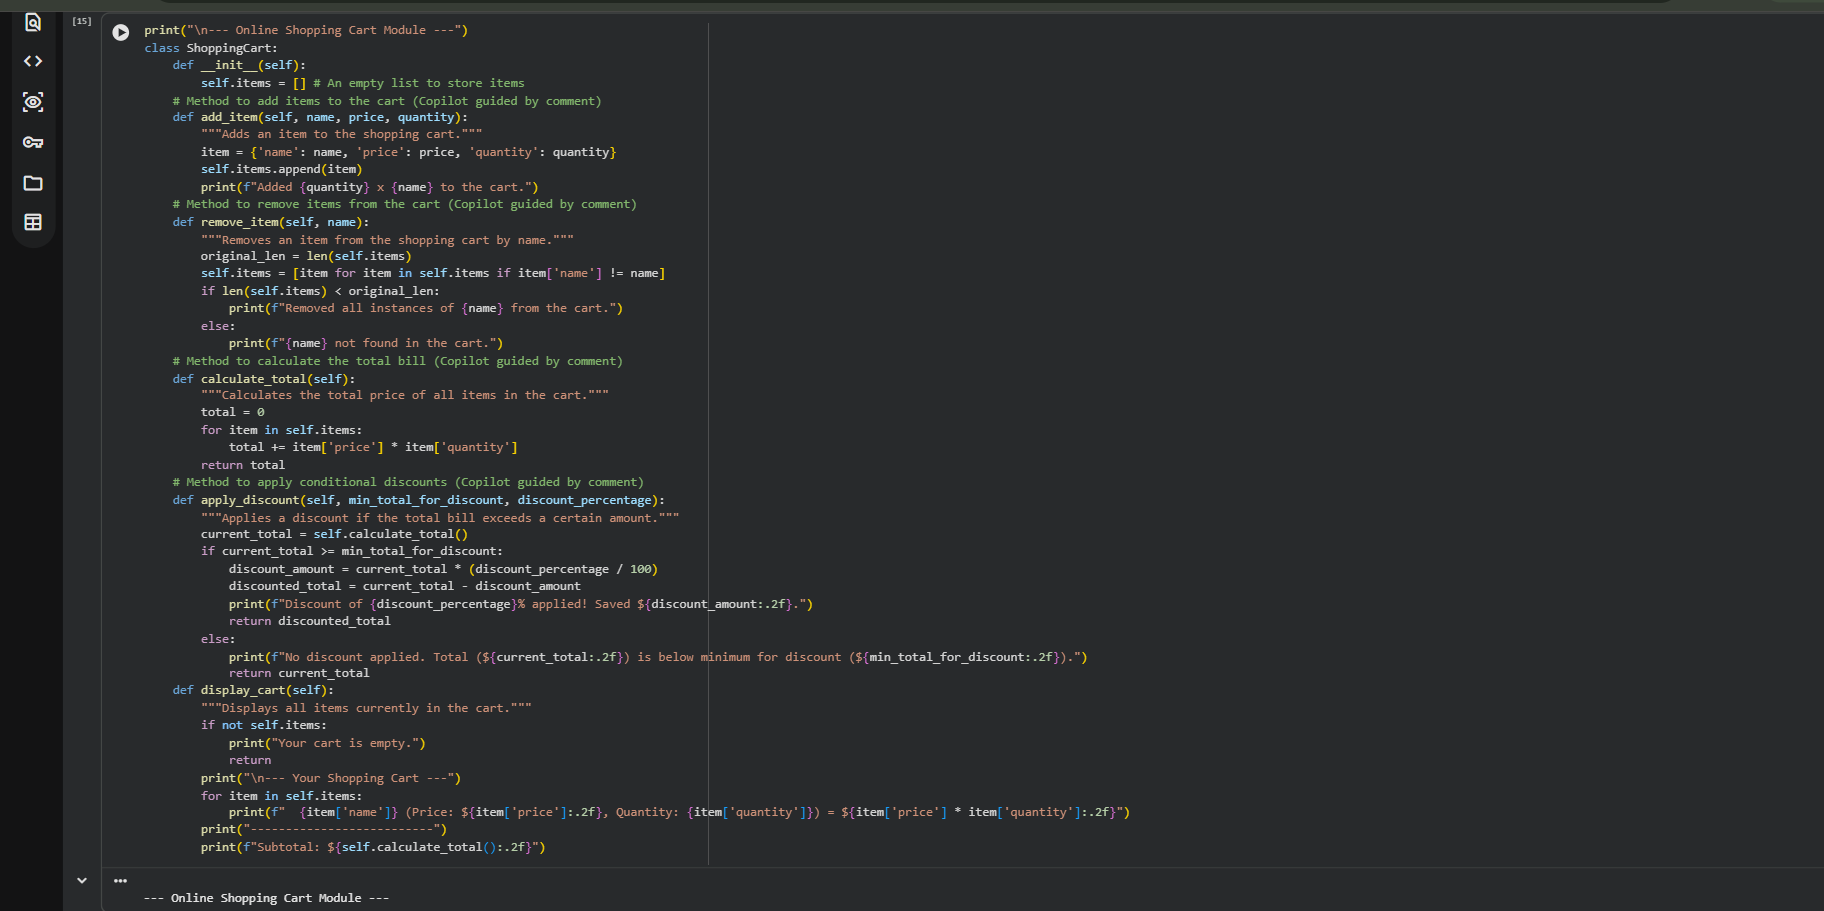 [15]
print("\n--- Online Shopping Cart Module ---")
class ShoppingCart:
    def __init__(self):
        self.items = [] # An empty list to store items
    # Method to add items to the cart (Copilot guided by comment)
    def add_item(self, name, price, quantity):
        """Adds an item to the shopping cart."""
        item = {'name': name, 'price': price, 'quantity': quantity}
        self.items.append(item)
        print(f"Added {quantity} x {name} to the cart.")
    # Method to remove items from the cart (Copilot guided by comment)
    def remove_item(self, name):
        """Removes an item from the shopping cart by name."""
        original_len = len(self.items)
        self.items = [item for item in self.items if item['name'] != name]
        if len(self.items) < original_len:
            print(f"Removed all instances of {name} from the cart.")
        else:
            print(f"{name} not found in the cart.")
    # Method to calculate the total bill (Copilot guided by comment)
    def calculate_total(self):
        """Calculates the total price of all items in the cart."""
        total = 0
        for item in self.items:
            total += item['price'] * item['quantity']
        return total
    # Method to apply conditional discounts (Copilot guided by comment)
    def apply_discount(self, min_total_for_discount, discount_percentage):
        """Applies a discount if the total bill exceeds a certain amount."""
        current_total = self.calculate_total()
        if current_total >= min_total_for_discount:
            discount_amount = current_total * (discount_percentage / 100)
            discounted_total = current_total - discount_amount
            print(f"Discount of {discount_percentage}% applied! Saved ${discount_amount:.2f}.")
            return discounted_total
        else:
            print(f"No discount applied. Total (${current_total:.2f}) is below minimum for discount (${min_total_for_discount:.2f}).")
            return current_total
    def display_cart(self):
        """Displays all items currently in the cart."""
        if not self.items:
            print("Your cart is empty.")
            return
        print("\n--- Your Shopping Cart ---")
        for item in self.items:
            print(f"  {item['name']} (Price: ${item['price']:.2f}, Quantity: {item['quantity']}) = ${item['price'] * item['quantity']:.2f}")
        print("--------------------------")
        print(f"Subtotal: ${self.calculate_total():.2f}")
--- Online Shopping Cart Module ---